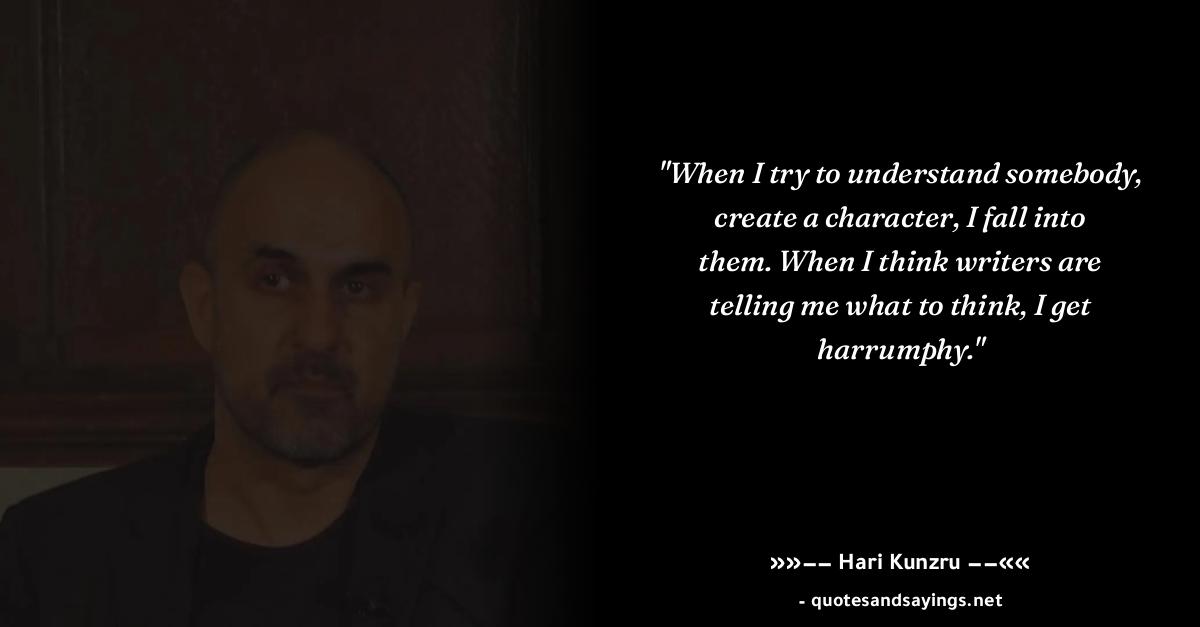 "When I try to understand somebody,
create a character, I fall into
them. When I think writers are
telling me what to think, I get
harrumphy."
»»−− Hari Kunzru −−««
- quotesandsayings.net